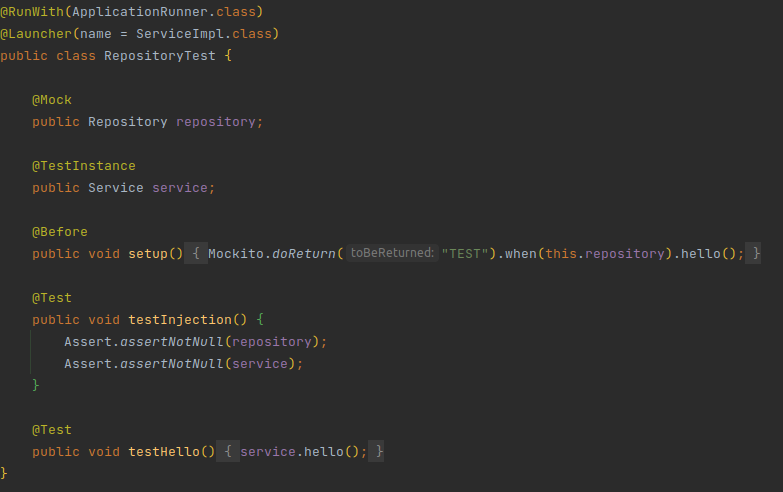 @RunWith(ApplicationRunner.class)
@Launcher(name = ServiceImpl.class)
public class RepositoryTest {
@Mock
public Repository repository;
@TestInstance
public Service service;
@Before
public void setup() { Mockito.doReturn( toBeReturned: "TEST").when(this.repository).hello(); }
@Test
public void testInjection() {
Assert.assertNotNull(repository);
Assert.assertNotNull(service);
}
@Test
public void testHello() { service.hello(); }
}